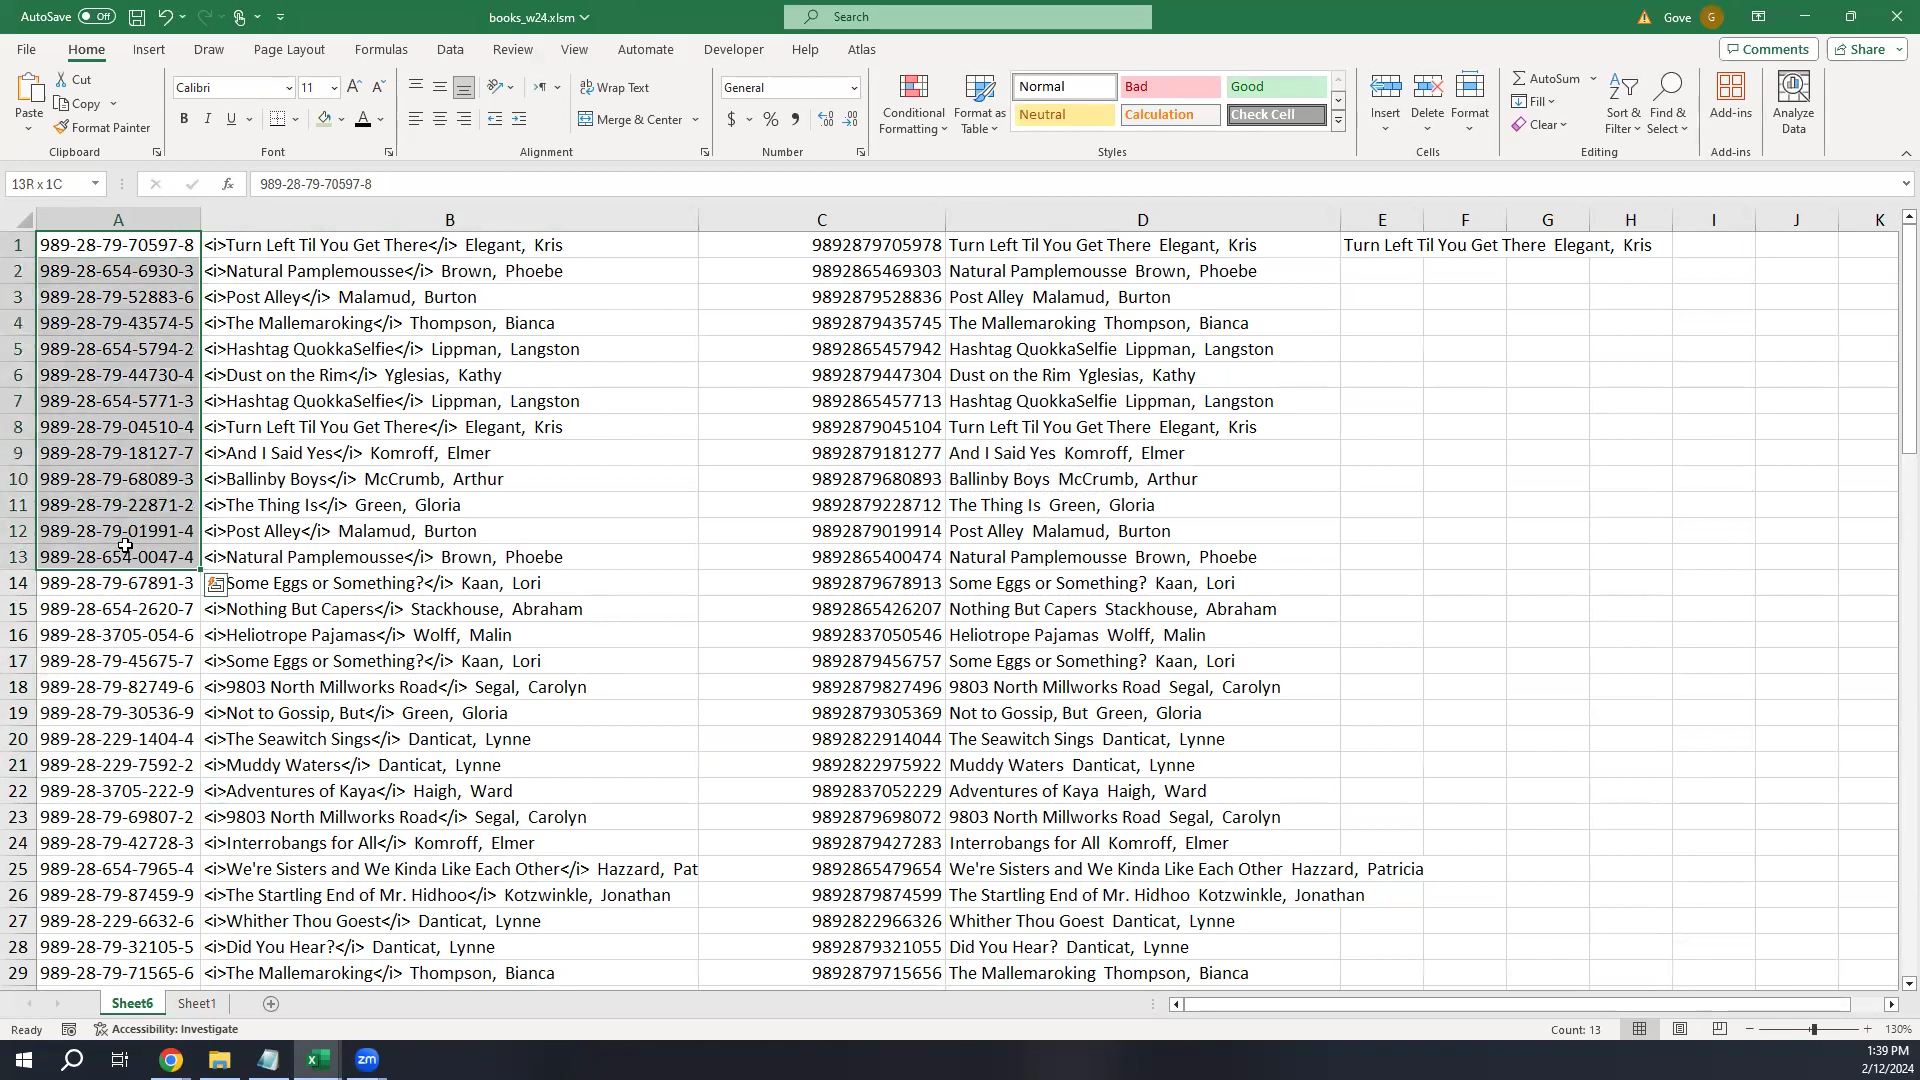 AutoSave Off books_w24.xlsm Search Gove G
File Home Insert Draw Page Layout Formulas Data Review View Automate Developer Help Atlas Comments Share
Paste Cut Copy Format Painter Clipboard
Calibri 11 A A B I U A Font
Wrap Text Merge & Center Alignment
General $ % 9 Number
Conditional Formatting Format as Table Normal Bad Good Neutral Calculation Check Cell Styles
Insert Delete Format Cells
AutoSum Fill Clear Sort & Filter Find & Select Editing
Add-ins Add-ins
Analyze Data
13R x 1C fx 989-28-79-70597-8
A B C D E F G H I J K
1 989-28-79-70597-8 <i>Turn Left Til You Get There</i> Elegant, Kris 9892879705978 Turn Left Til You Get There Elegant, Kris Turn Left Til You Get There Elegant, Kris
2 989-28-654-6930-3 <i>Natural Pamplemousse</i> Brown, Phoebe 9892865469303 Natural Pamplemousse Brown, Phoebe
3 989-28-79-52883-6 <i>Post Alley</i> Malamud, Burton 9892879528836 Post Alley Malamud, Burton
4 989-28-79-43574-5 <i>The Mallemaroking</i> Thompson, Bianca 9892879435745 The Mallemaroking Thompson, Bianca
5 989-28-654-5794-2 <i>Hashtag QuokkaSelfie</i> Lippman, Langston 9892865457942 Hashtag QuokkaSelfie Lippman, Langston
6 989-28-79-44730-4 <i>Dust on the Rim</i> Yglesias, Kathy 9892879447304 Dust on the Rim Yglesias, Kathy
7 989-28-654-5771-3 <i>Hashtag QuokkaSelfie</i> Lippman, Langston 9892865457713 Hashtag QuokkaSelfie Lippman, Langston
8 989-28-79-04510-4 <i>Turn Left Til You Get There</i> Elegant, Kris 9892879045104 Turn Left Til You Get There Elegant, Kris
9 989-28-79-18127-7 <i>And I Said Yes</i> Komroff, Elmer 9892879181277 And I Said Yes Komroff, Elmer
10 989-28-79-68089-3 <i>Ballinby Boys</i> McCrumb, Arthur 9892879680893 Ballinby Boys McCrumb, Arthur
11 989-28-79-22871-2 <i>The Thing Is</i> Green, Gloria 9892879228712 The Thing Is Green, Gloria
12 989-28-79-01991-4 <i>Post Alley</i> Malamud, Burton 9892879019914 Post Alley Malamud, Burton
13 989-28-654-0047-4 <i>Natural Pamplemousse</i> Brown, Phoebe 9892865400474 Natural Pamplemousse Brown, Phoebe
14 989-28-79-67891-3 Some Eggs or Something?</i> Kaan, Lori 9892879678913 Some Eggs or Something? Kaan, Lori
15 989-28-654-2620-7 <i>Nothing But Capers</i> Stackhouse, Abraham 9892865426207 Nothing But Capers Stackhouse, Abraham
16 989-28-3705-054-6 <i>Heliotrope Pajamas</i> Wolff, Malin 9892837050546 Heliotrope Pajamas Wolff, Malin
17 989-28-79-45675-7 <i>Some Eggs or Something?</i> Kaan, Lori 9892879456757 Some Eggs or Something? Kaan, Lori
18 989-28-79-82749-6 <i>9803 North Millworks Road</i> Segal, Carolyn 9892879827496 9803 North Millworks Road Segal, Carolyn
19 989-28-79-30536-9 <i>Not to Gossip, But</i> Green, Gloria 9892879305369 Not to Gossip, But Green, Gloria
20 989-28-229-1404-4 <i>The Seawitch Sings</i> Danticat, Lynne 9892822914044 The Seawitch Sings Danticat, Lynne
21 989-28-229-7592-2 <i>Muddy Waters</i> Danticat, Lynne 9892822975922 Muddy Waters Danticat, Lynne
22 989-28-3705-222-9 <i>Adventures of Kaya</i> Haigh, Ward 9892837052229 Adventures of Kaya Haigh, Ward
23 989-28-79-69807-2 <i>9803 North Millworks Road</i> Segal, Carolyn 9892879698072 9803 North Millworks Road Segal, Carolyn
24 989-28-79-42728-3 <i>Interrobangs for All</i> Komroff, Elmer 9892879427283 Interrobangs for All Komroff, Elmer
25 989-28-654-7965-4 <i>We're Sisters and We Kinda Like Each Other</i> Hazzard, Pat 9892865479654 We're Sisters and We Kinda Like Each Other Hazzard, Patricia
26 989-28-79-87459-9 <i>The Startling End of Mr. Hidhoo</i> Kotzwinkle, Jonathan 9892879874599 The Startling End of Mr. Hidhoo Kotzwinkle, Jonathan
27 989-28-229-6632-6 <i>Whither Thou Goest</i> Danticat, Lynne 9892822966326 Whither Thou Goest Danticat, Lynne
28 989-28-79-32105-5 <i>Did You Hear?</i> Danticat, Lynne 9892879321055 Did You Hear? Danticat, Lynne
29 989-28-79-71565-6 <i>The Mallemaroking</i> Thompson, Bianca 9892879715656 The Mallemaroking Thompson, Bianca
Sheet6 Sheet1
Ready Accessibility: Investigate Count: 13 130%
zm 1:39 PM
2/12/2024